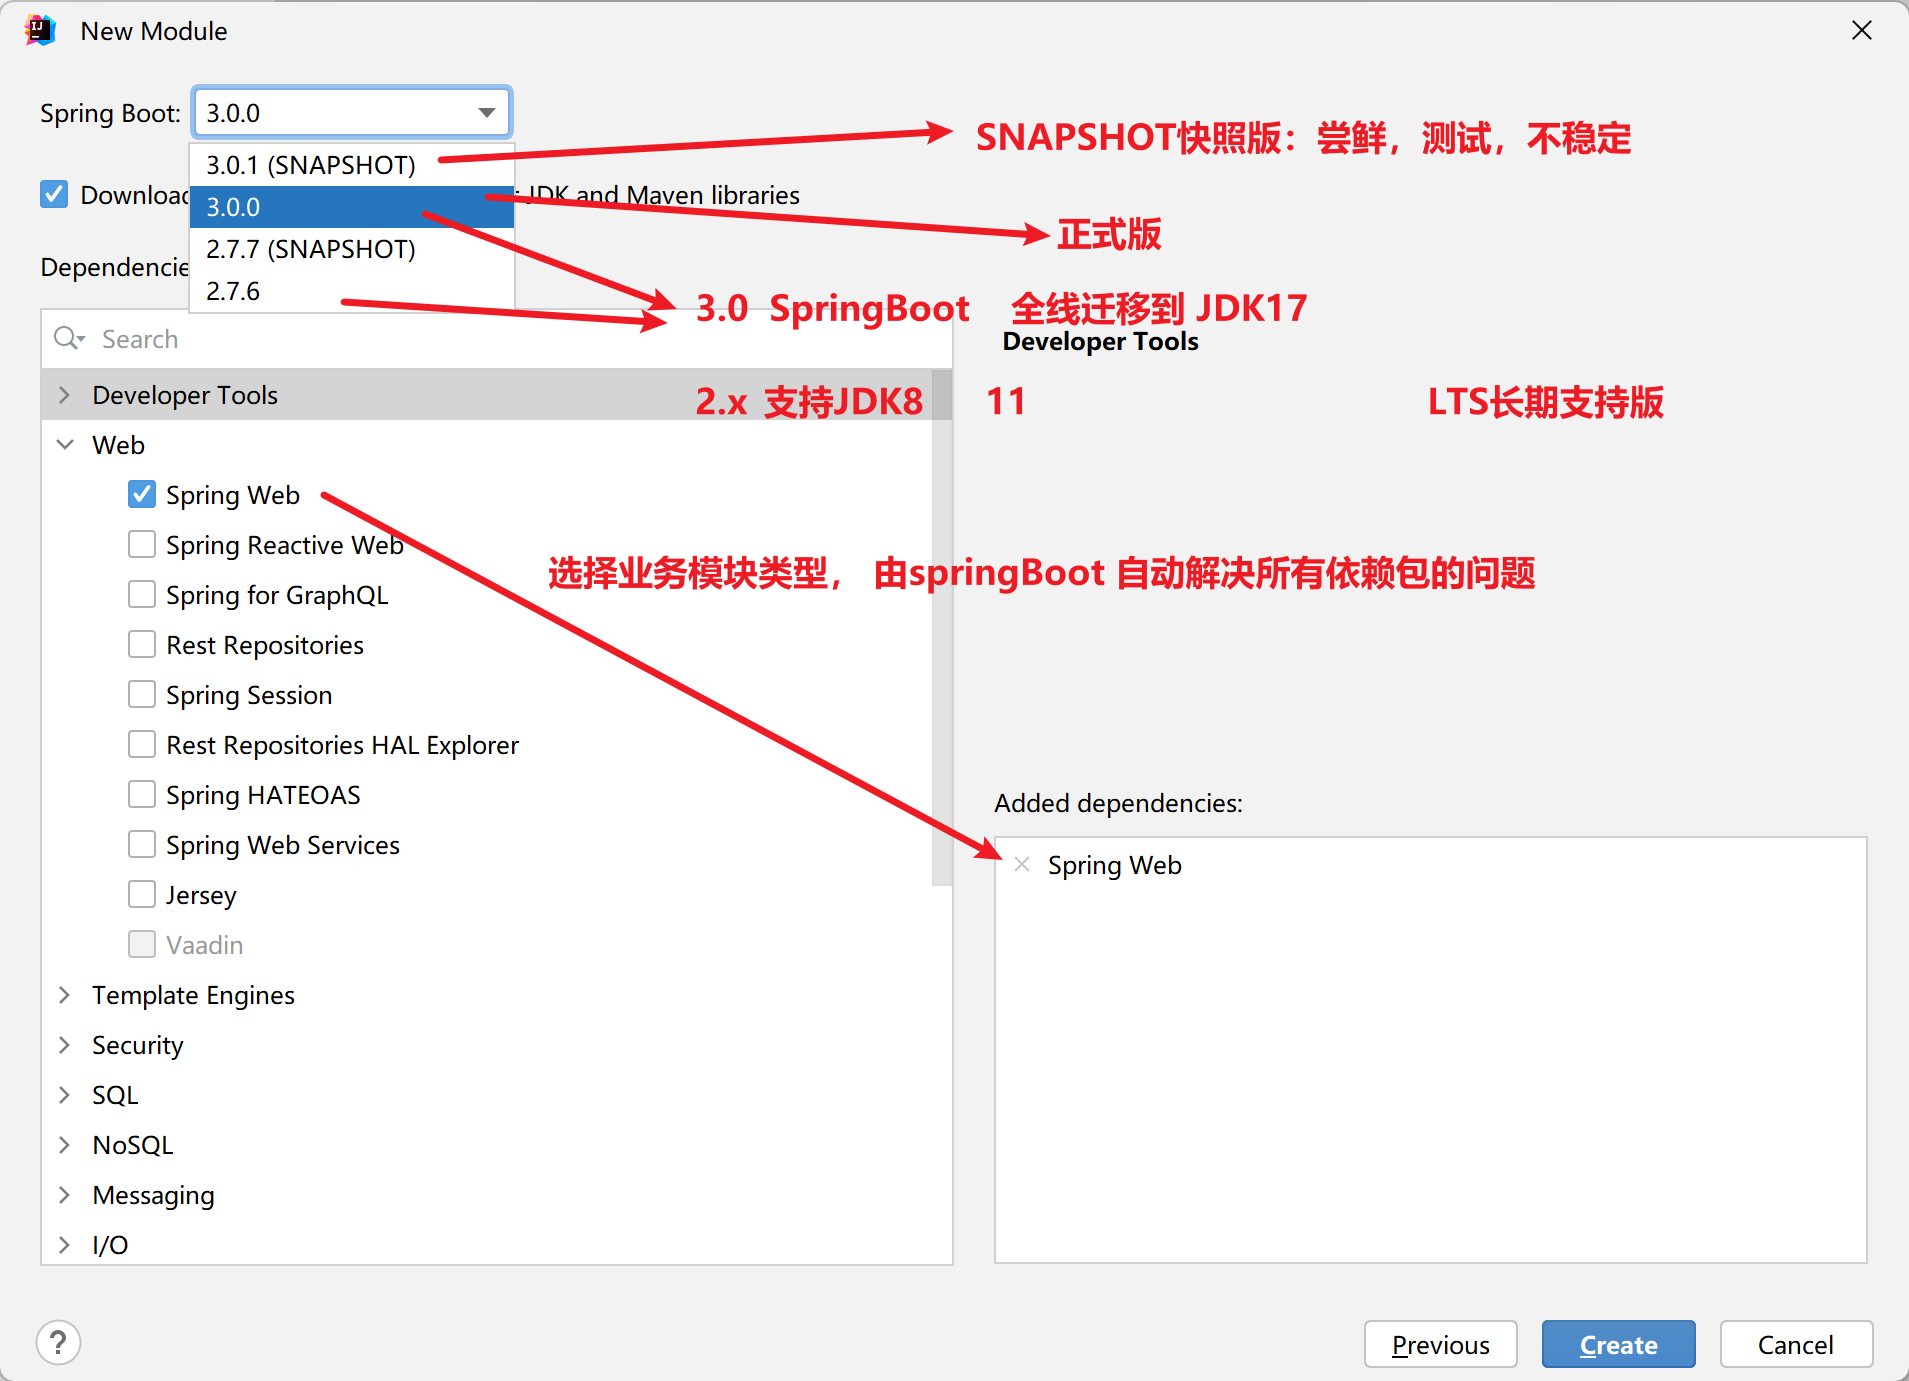 New Module
Spring Boot: 3.0.0
3.0.1 (SNAPSHOT)
SNAPSHOT快照版：尝鲜，测试，不稳定
Download JDK and Maven libraries
3.0.0
正式版
2.7.7 (SNAPSHOT)
Dependencie
2.7.6
3.0 SpringBoot 全线迁移到 JDK17
Search
Developer Tools
Developer Tools
2.x 支持JDK8 11 LTS长期支持版
Web
Spring Web
Spring Reactive Web
选择业务模块类型， 由springBoot 自动解决所有依赖包的问题
Spring for GraphQL
Rest Repositories
Spring Session
Rest Repositories HAL Explorer
Spring HATEOAS
Added dependencies:
Spring Web Services
Spring Web
Jersey
Vaadin
Template Engines
Security
SQL
NoSQL
Messaging
I/O
?
Previous
Create
Cancel